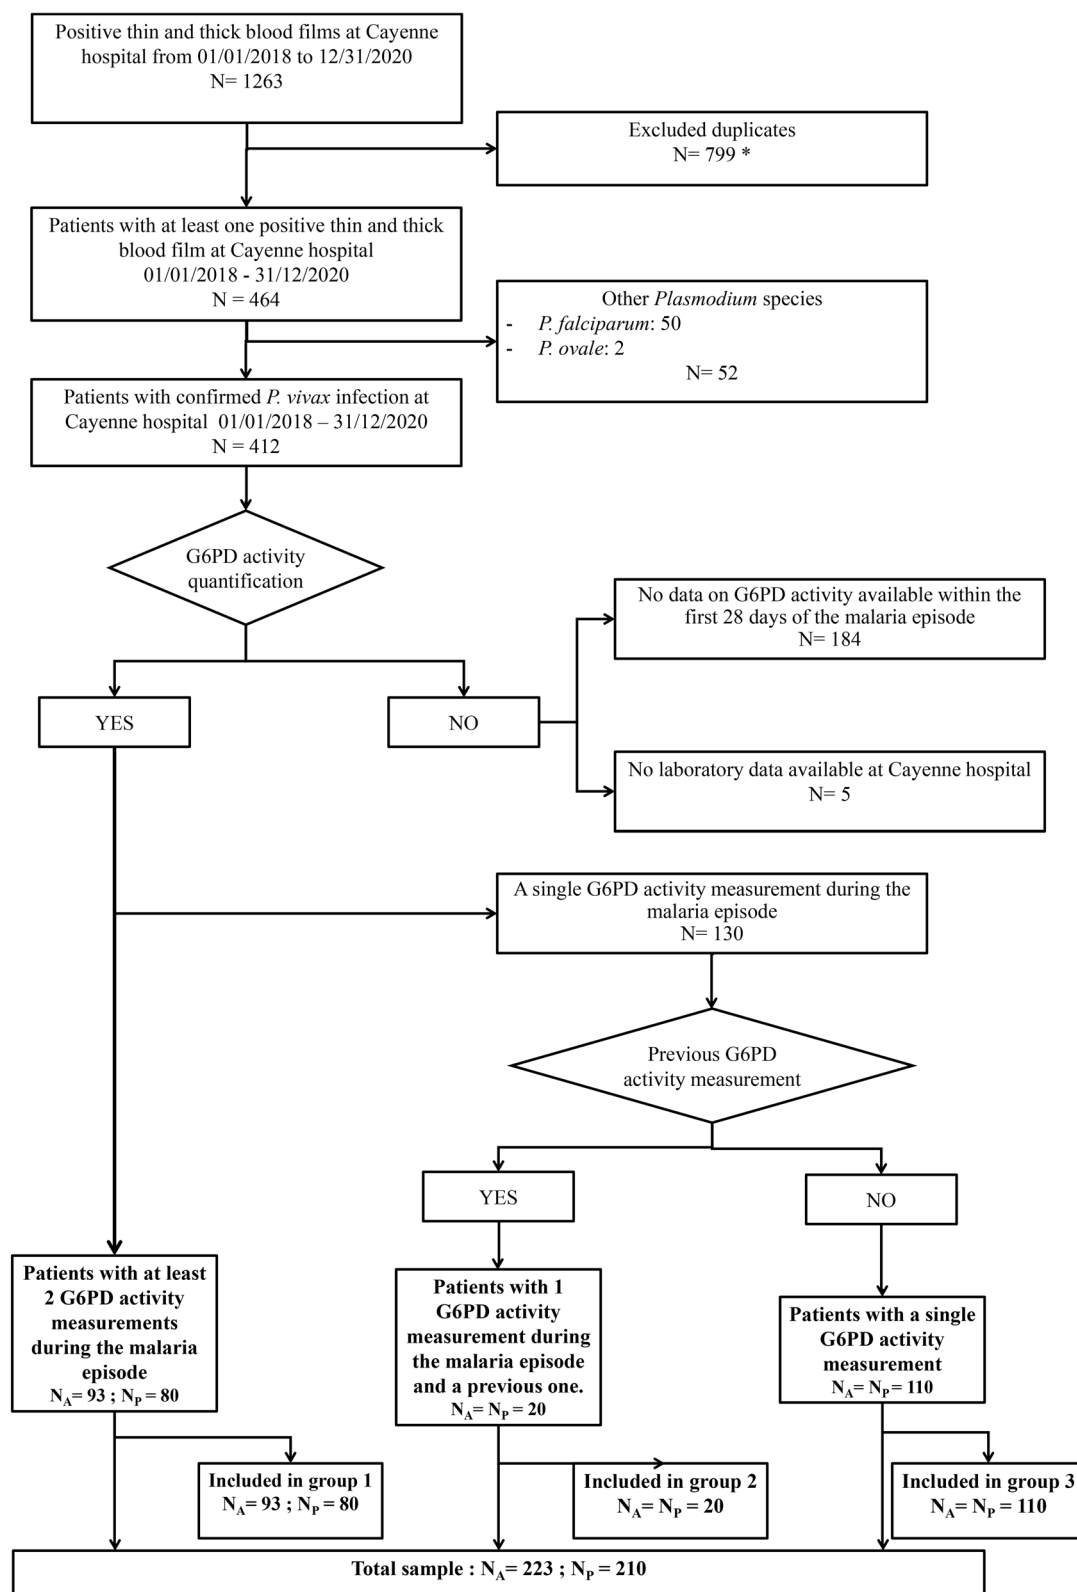 Positive thin and thick blood films at Cayenne
hospital from 01/01/2018 to 12/31/2020
N= 1263
Excluded duplicates
N= 799 *
Patients with at least one positive thin and thick
blood film at Cayenne hospital
01/01/2018 - 31/12/2020
N = 464
Other Plasmodium species
- P. falciparum: 50
- P. ovale: 2
N= 52
Patients with confirmed P. vivax infection at
Cayenne hospital 01/01/2018 – 31/12/2020
N = 412
G6PD activity
quantification
No data on G6PD activity available within the
first 28 days of the malaria episode
N= 184
YES
NO
No laboratory data available at Cayenne hospital
N= 5
A single G6PD activity measurement during the
malaria episode
N= 130
Previous G6PD
activity measurement
YES
NO
Patients with at least
2 G6PD activity
measurements
during the malaria
episode
NA= 93 ; NP = 80
Patients with 1
G6PD activity
measurement during
the malaria episode
and a previous one.
NA= NP = 20
Patients with a single
G6PD activity
measurement
NA= NP = 110
Included in group 1
NA= 93 ; NP = 80
Included in group 2
NA= NP = 20
Included in group 3
NA= NP = 110
Total sample : NA= 223 ; NP = 210